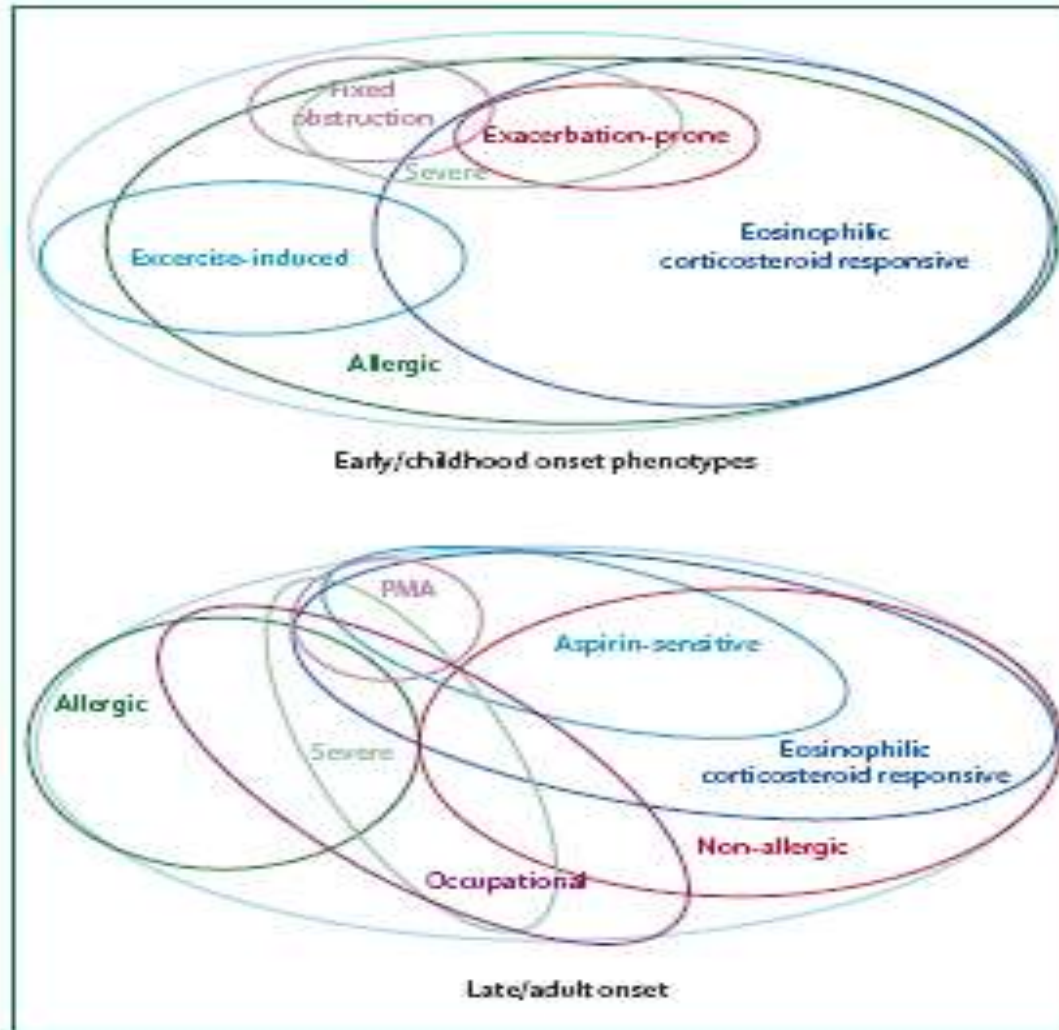 Fixed
obstruction
Exacerbation-prone
Severe
Eosinophilic
corticosteroid responsive
Excercise-induced
Allergic
Early/childhood onset phenotypes
PMA
Aspirin-sensitive
Allergic
Severe
Eosinophilic
corticosteroid responsive
Non-allergic
Occupational
Late/adult onset